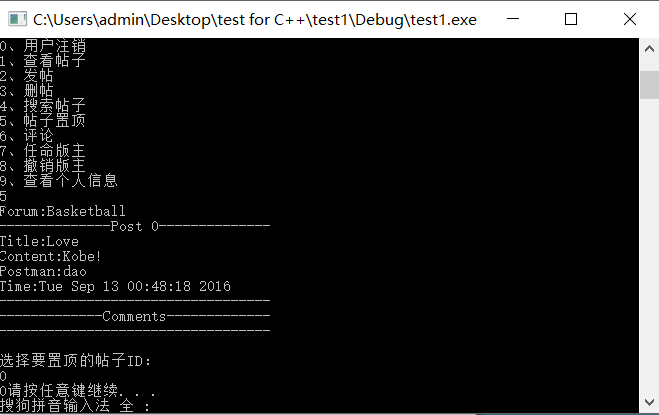 C:\Users\admin\Desktop\test for C++\test1\Debug\test1.exe
0、用户注销
1、查看帖子
2、发帖
3、删帖
4、搜索帖子
5、帖子置顶
6、评论
7、任命版主
8、撤销版主
9、查看个人信息
5
Forum:Basketball
--------------Post 0--------------
Title:Love
Content:Kobe!
Postman:dao
Time:Tue Sep 13 00:48:18 2016
----------------------------------
-------------Comments-------------
----------------------------------
选择要置顶的帖子ID:
0
0请按任意键继续. . .
搜狗拼音输入法 全 :